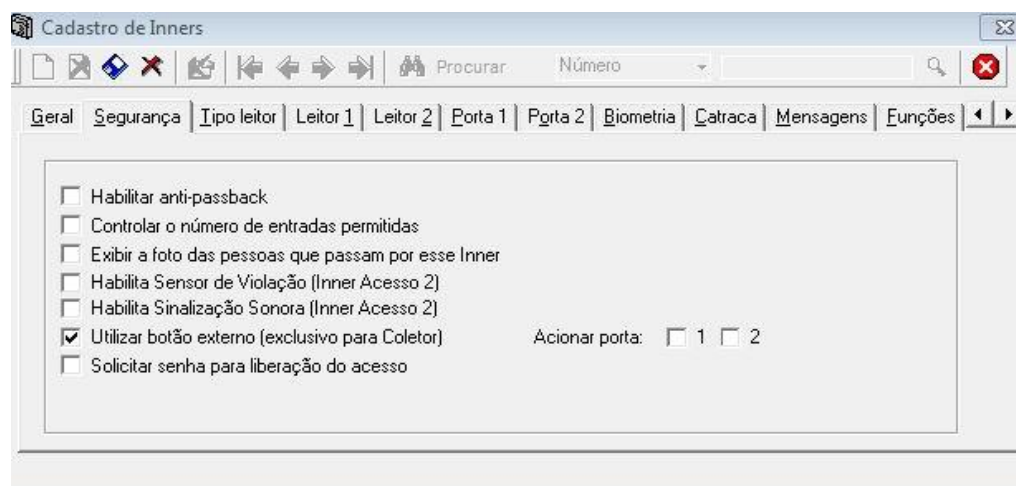 Cadastro de Inners
Procurar Número
Geral Segurança Tipo leitor Leitor 1 Leitor 2 Porta 1 Porta 2 Biometria Catraca Mensagens Funções
Habilitar anti-passback
Controlar o número de entradas permitidas
Exibir a foto das pessoas que passam por esse Inner
Habilita Sensor de Violação (Inner Acesso 2)
Habilita Sinalização Sonora (Inner Acesso 2)
Utilizar botão externo (exclusivo para Coletor) Acionar porta: 1 2
Solicitar senha para liberação do acesso